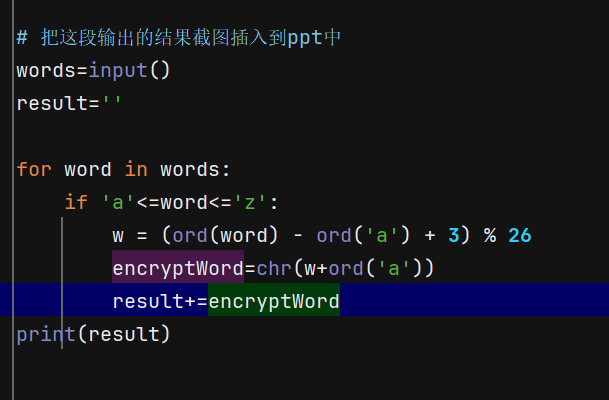 # 把这段输出的结果截图插入到ppt中
words=input()
result=''
for word in words:
    if 'a'<=word<='z':
        w = (ord(word) - ord('a') + 3) % 26
        encryptWord=chr(w+ord('a'))
        result+=encryptWord
print(result)